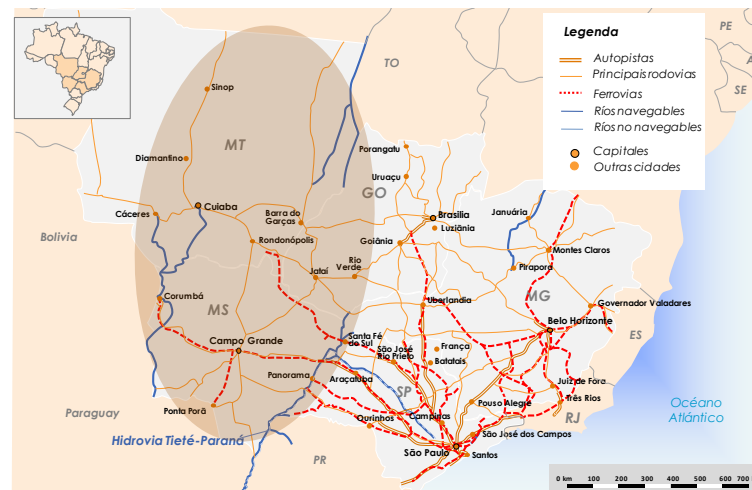 Legenda
Autopistas
Principais rodovias
Ferrovias
Ríos navegables
Ríos no navegables
Capitales
Outras cidades
PE
A
SE
TO
Sinop
MT
Diamantino
Porangatu
Uruaçu
GO
Cáceres
Cuiaba
Barra do
Garças
Brasilia
Luziânia
Januária
Bolivia
Rondonópolis
Goiânia
Montes Claros
Rio
Verde
Jataí
Pirapora
Corumbá
MS
Uberlandia
MG
Governador Valadares
Belo Horizonte
ES
Campo Grande
Santa Fé
do Sul
São José
Rio Prieto
França
Batatais
Panorama
Araçatuba
SP
Juiz de Fora
Três Rios
Pouso Alegre
RJ
Océano
Atlántico
Paraguay
Ponta Porã
Ourinhos
Campinas
Hidrovia Tieté-Paraná
São José dos Campos
São Paulo
Santos
PR
0 km 100 200 300 400 500 600 700